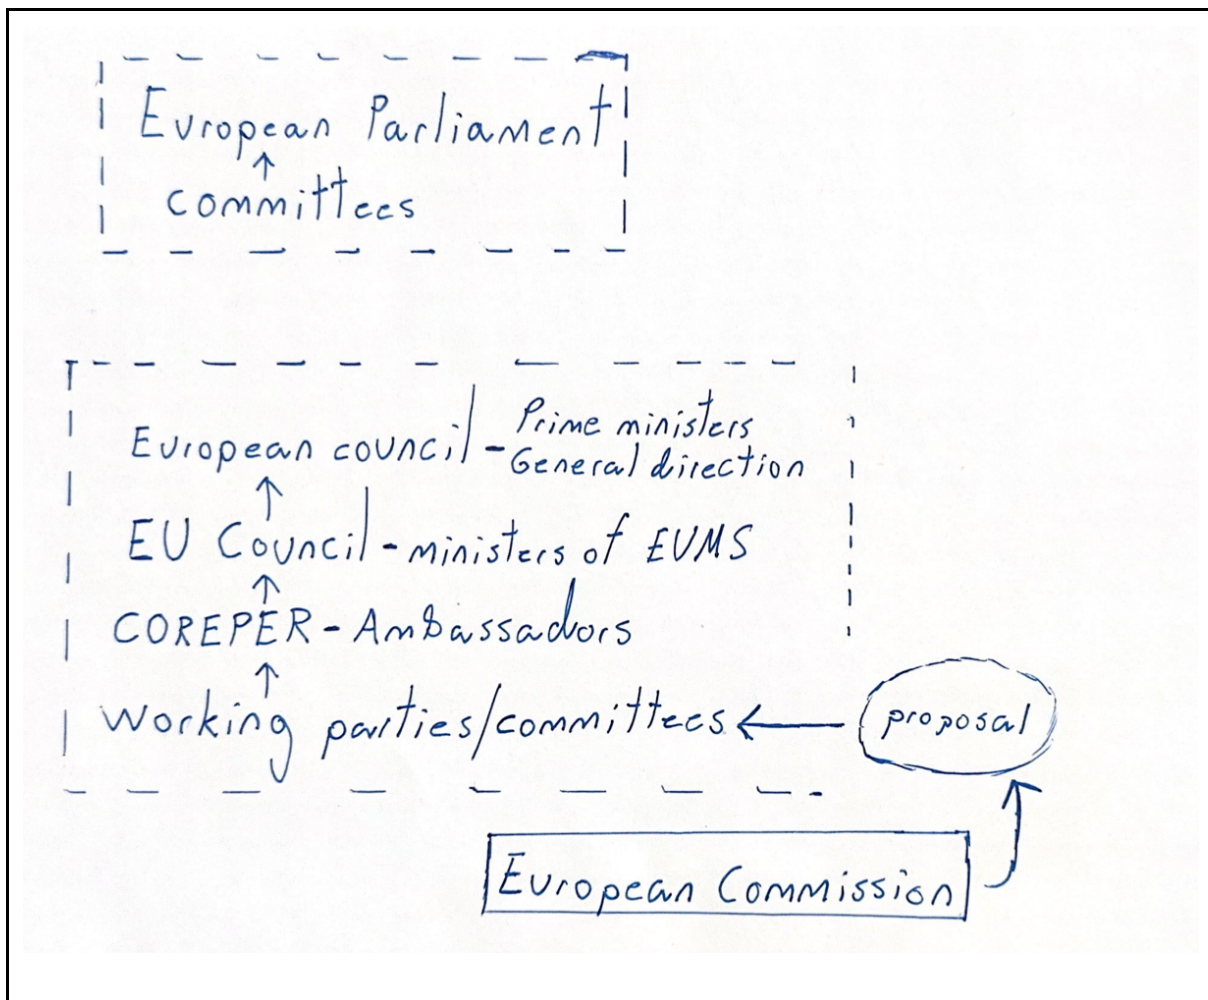 European Parliament
committees
European council - Prime ministers
General direction
EU Council - ministers of EUMS
COREPER - Ambassadors
Working parties/committees
proposal
European Commission